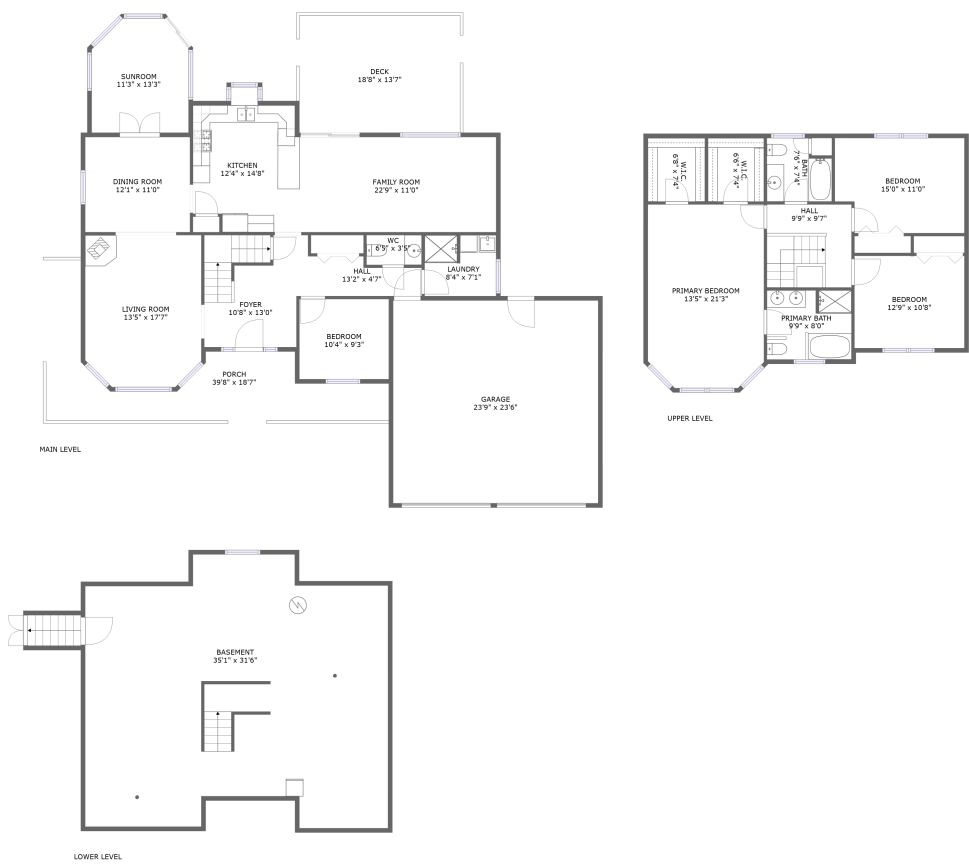 SUNROOM
11'3" x 13'3"
DECK
18'8" x 13'7"
KITCHEN
12'4" x 14'8"
DINING ROOM
12'1" x 11'0"
FAMILY ROOM
22'9" x 11'0"
WC
6'5" x 3'5"
HALL
13'2" x 4'7"
LAUNDRY
8'4" x 7'1"
LIVING ROOM
13'5" x 17'7"
FOYER
10'8" x 13'0"
BEDROOM
10'4" x 9'3"
PORCH
39'8" x 18'7"
GARAGE
23'9" x 23'6"
MAIN LEVEL
W.I.C.
6'8" x 7'4"
W.I.C.
6'6" x 7'4"
BATH
7'6" x 7'4"
BEDROOM
15'0" x 11'0"
HALL
9'9" x 9'7"
PRIMARY BEDROOM
13'5" x 21'3"
BEDROOM
12'9" x 10'8"
PRIMARY BATH
9'9" x 8'0"
UPPER LEVEL
BASEMENT
35'1" x 31'6"
LOWER LEVEL